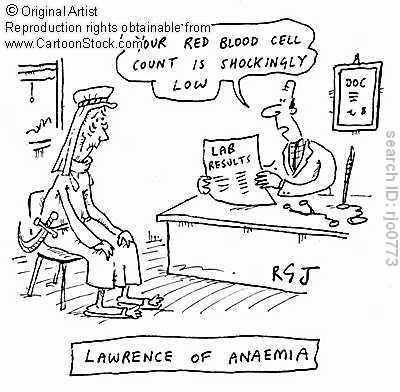 © Original Artist
Reproduction rights obtainable from
www.CartoonStock.com
YOUR RED BLOOD CELL
COUNT IS SHOCKINGLY
LOW
DOC
LAB
RESULTS
RGJ
LAWRENCE OF ANAEMIA
search ID: rjo0773